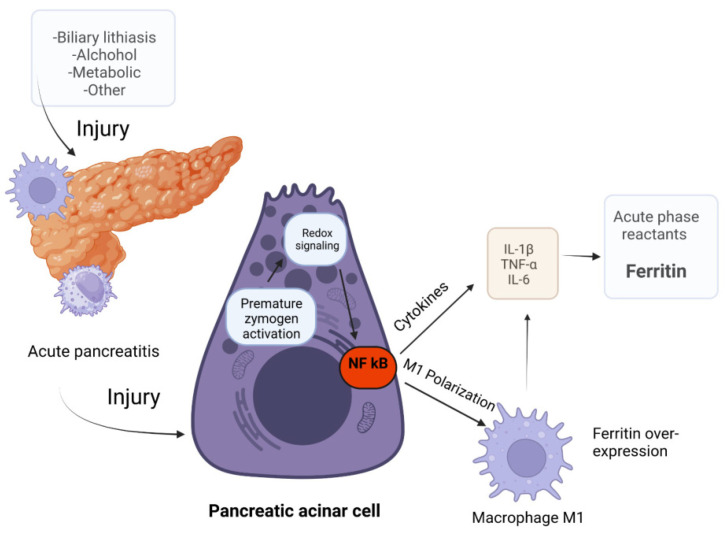 -Biliary lithiasis
-Alchohol
-Metabolic
-Other
Injury
Acute pancreatitis
Injury
Redox
signaling
Premature
zymogen
activation
NF kB
Pancreatic acinar cell
Cytokines
M1 Polarization
IL-1β
TNF-α
IL-6
Acute phase
reactants
Ferritin
Ferritin over-
expression
Macrophage M1